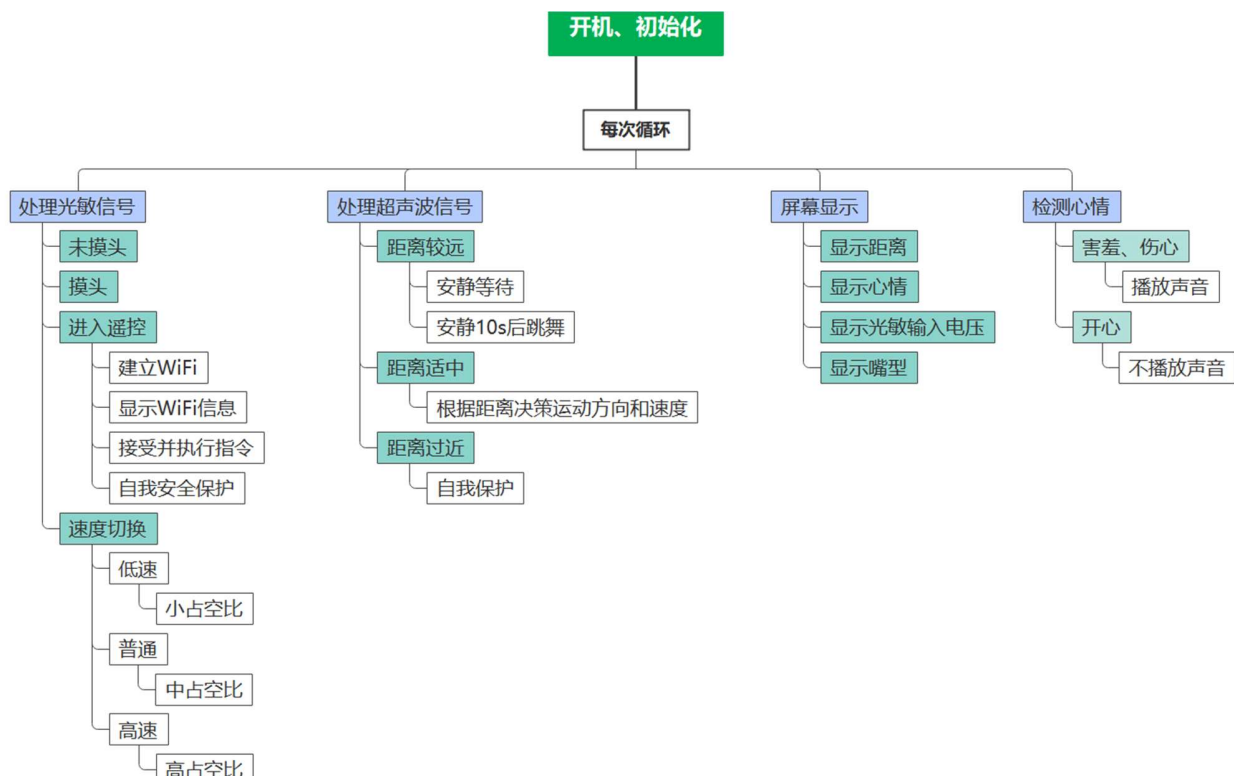 开机、初始化
每次循环
处理光敏信号
未摸头
摸头
进入遥控
建立WiFi
显示WiFi信息
接受并执行指令
自我安全保护
速度切换
低速
小占空比
普通
中占空比
高速
高占空比
处理超声波信号
距离较远
安静等待
安静10s后跳舞
距离适中
根据距离决策运动方向和速度
距离过近
自我保护
屏幕显示
显示距离
显示心情
显示光敏输入电压
显示嘴型
检测心情
害羞、伤心
播放声音
开心
不播放声音